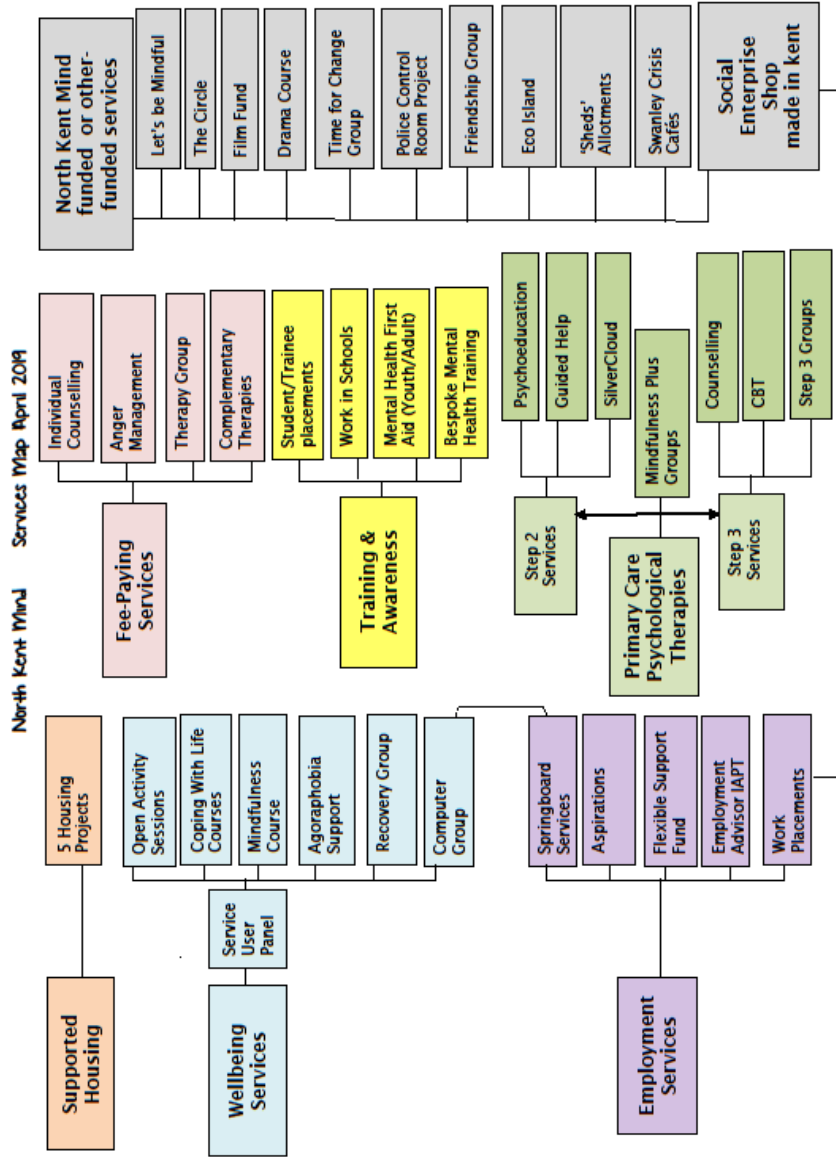 North Kent Mind Services Map April 2019
Supported
Housing
5 Housing
Projects
Wellbeing
Services
Service
User
Panel
Open Activity
Sessions
Coping With Life
Courses
Mindfulness
Course
Agoraphobia
Support
Recovery Group
Computer
Group
Employment
Services
Springboard
Services
Aspirations
Flexible Support
Fund
Employment
Advisor IAPT
Work
Placements
Fee-Paying
Services
Individual
Counselling
Anger
Management
Therapy Group
Complementary
Therapies
Training &
Awareness
Student/Trainee
placements
Work in Schools
Mental Health First
Aid (Youth/Adult)
Bespoke Mental
Health Training
Primary Care
Psychological
Therapies
Step 2
Services
Psychoeducation
Guided Help
SilverCloud
Mindfulness Plus
Groups
Step 3
Services
Counselling
CBT
Step 3 Groups
North Kent Mind
funded or other-
funded services
Let's be Mindful
The Circle
Film Fund
Drama Course
Time for Change
Group
Police Control
Room Project
Friendship Group
Eco Island
'Sheds'
Allotments
Swanley Crisis
Cafés
Social
Enterprise
Shop
made in kent